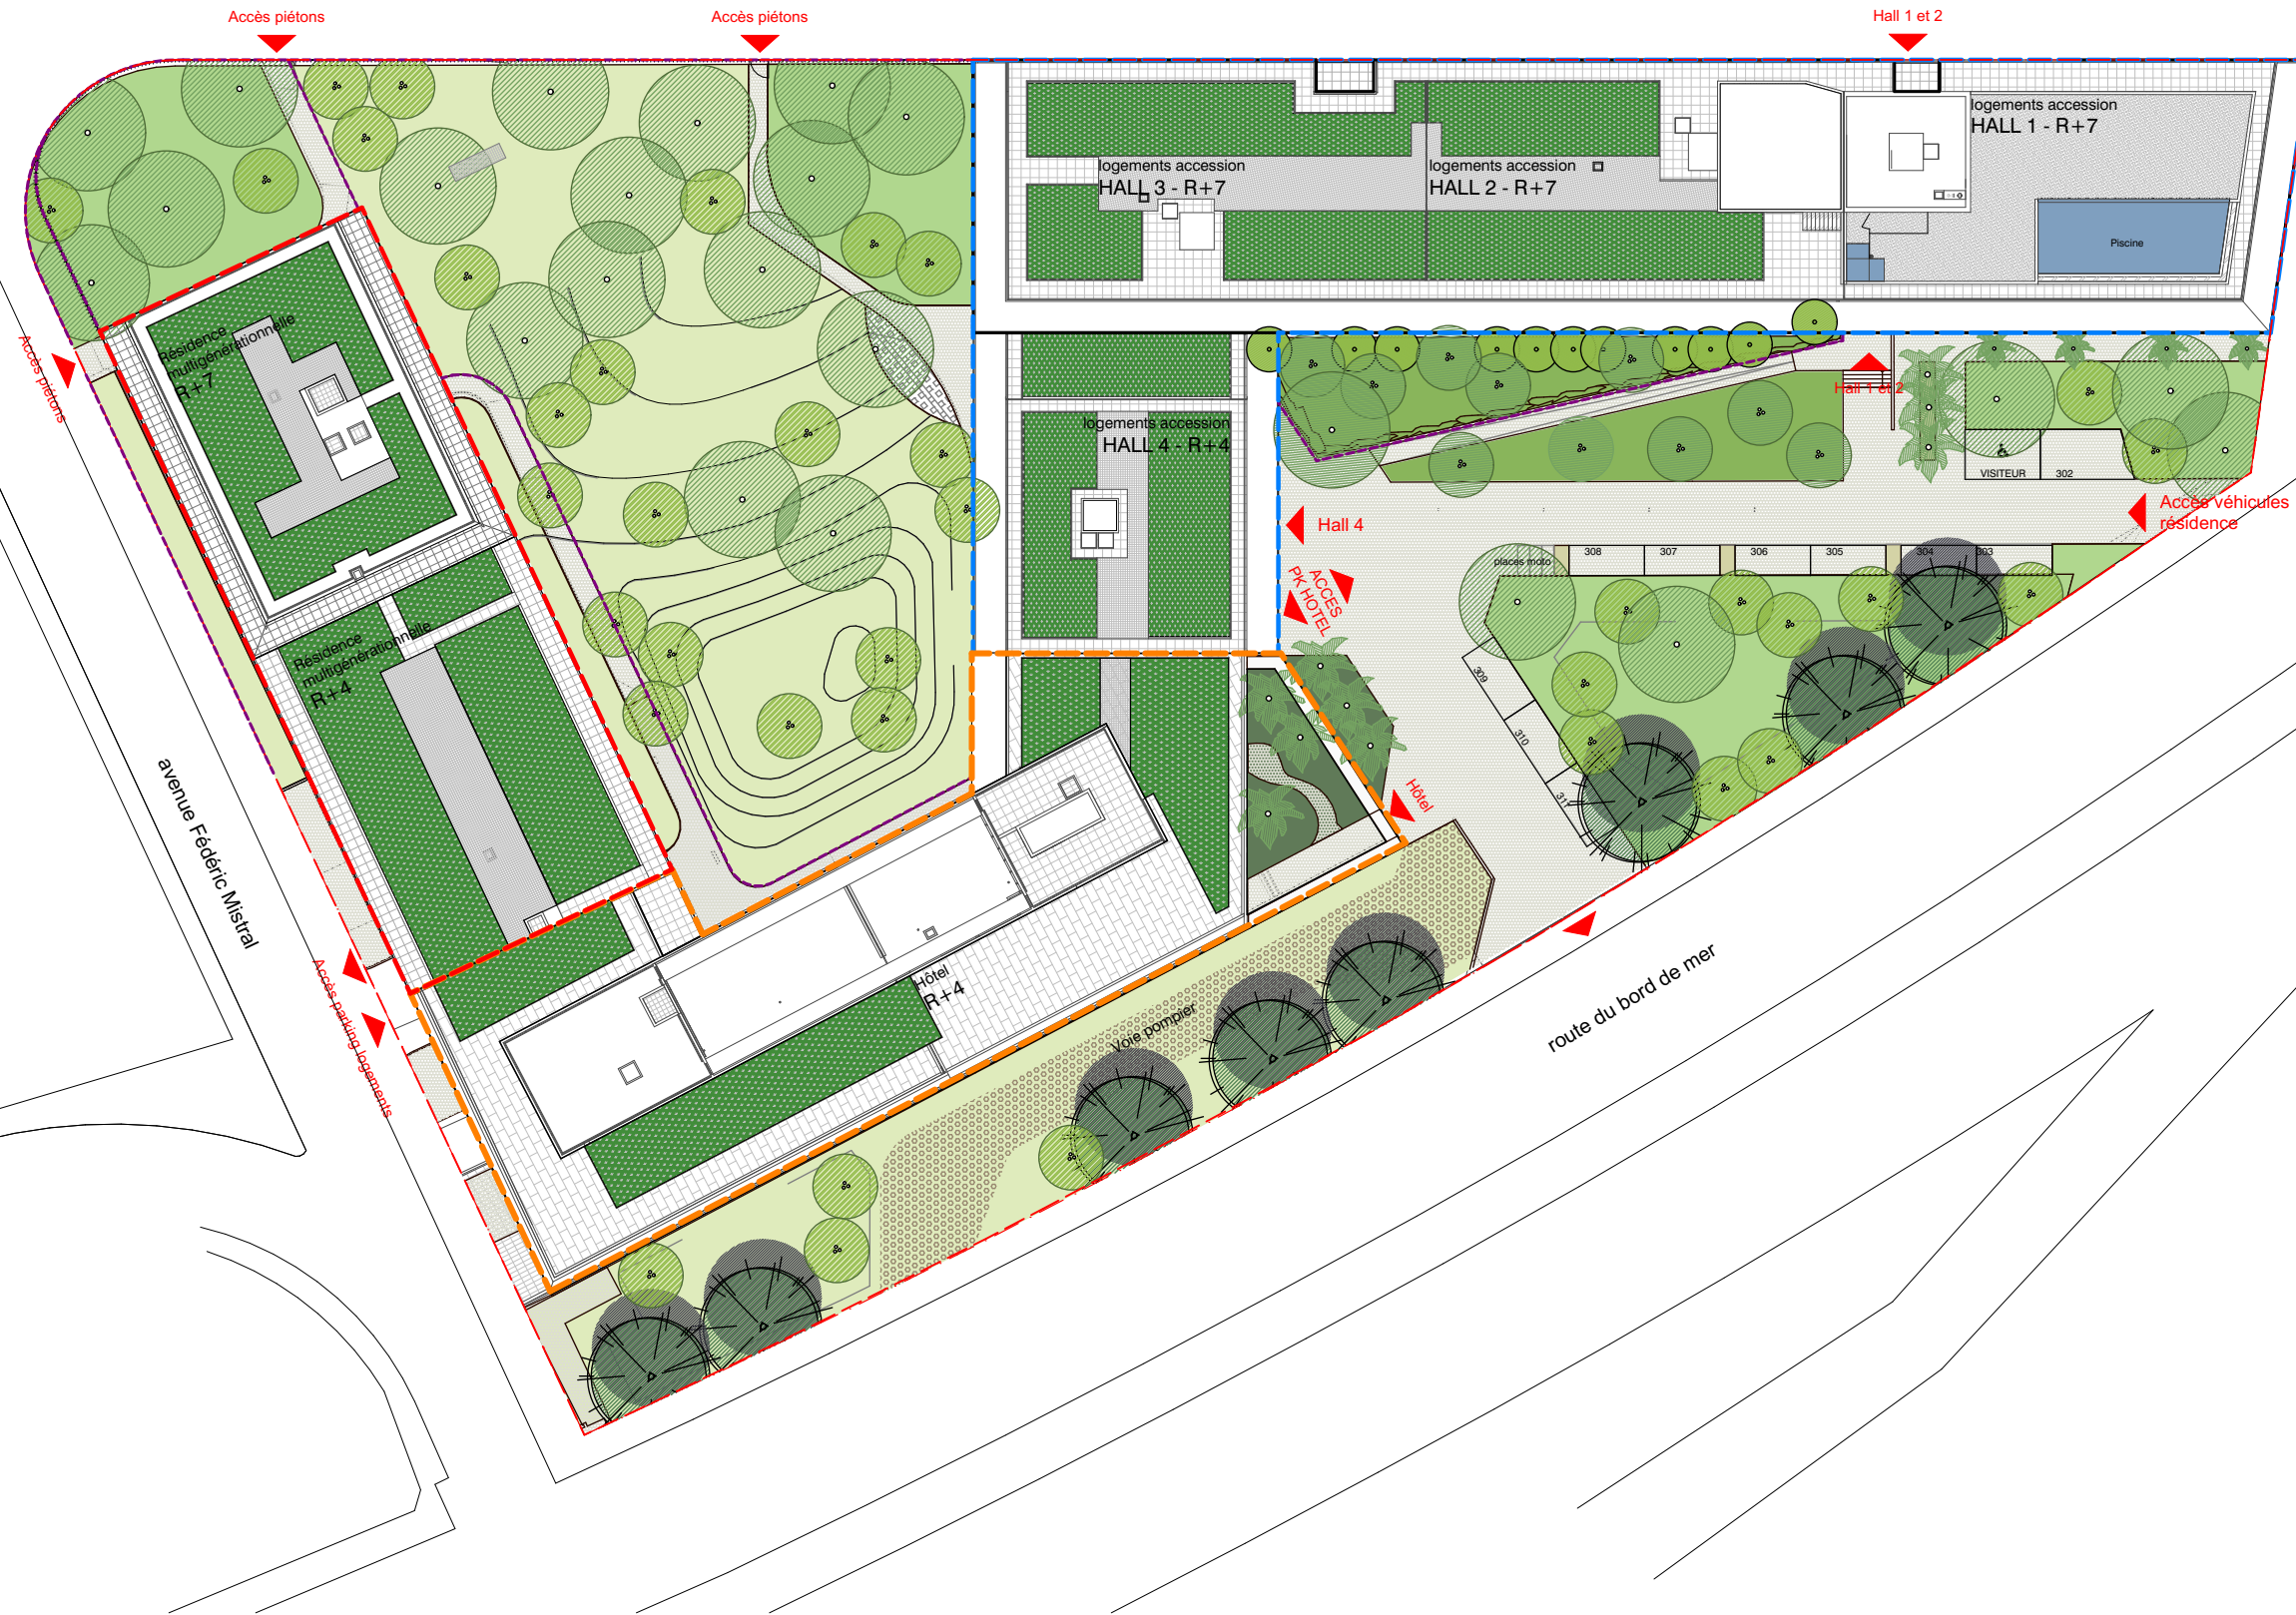 Accès piétons
Accès piétons
Hall 1 et 2
logements accession
HALL 1 - R+7
logements accession
HALL 3 - R+7
logements accession
HALL 2 - R+7
Piscine
Résidence
multigénérationnelle
R+7
Accès piétons
Hall 1 et 2
logements accession
HALL 4 - R+4
VISITEUR
302
Accès véhicules
résidence
Hall 4
places moto
308
307
306
305
304
303
ACCES
PK HOTEL
Résidence
multigénérationnelle
R+4
309
310
311
Hôtel
avenue Fédéric Mistral
Accès parking logements
Hôtel
R+4
Voie pompier
route du bord de mer